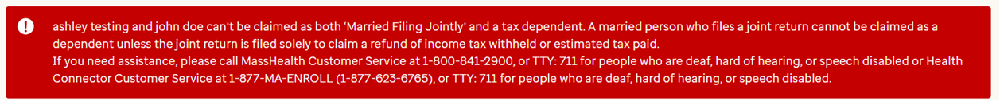 ashley testing and john doe can't be claimed as both 'Married Filing Jointly' and a tax dependent. A married person who files a joint return cannot be claimed as a
dependent unless the joint return is filed solely to claim a refund of income tax withheld or estimated tax paid.
If you need assistance, please call MassHealth Customer Service at 1-800-841-2900, or TTY: 711 for people who are deaf, hard of hearing, or speech disabled or Health
Connector Customer Service at 1-877-MA-ENROLL (1-877-623-6765), or TTY: 711 for people who are deaf, hard of hearing, or speech disabled.